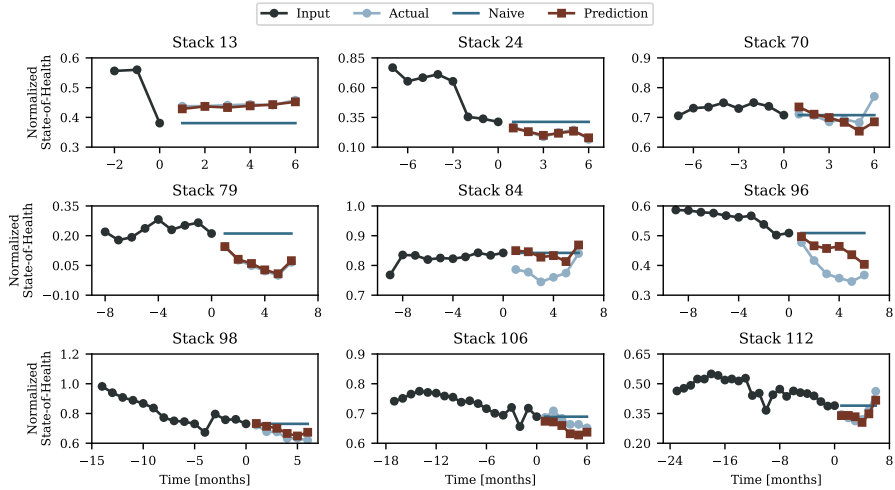 Input Actual Naive Prediction
Stack 13 Stack 24 Stack 70
Normalized
State-of-Health
0.6 0.5 0.4 0.3
−2 0 2 4 6
0.85 0.60 0.35 0.10
−6 −3 0 3 6
0.9 0.8 0.7 0.6
−6 −3 0 3 6
Stack 79 Stack 84 Stack 96
Normalized
State-of-Health
0.35 0.20 0.05 −0.10
−8 −4 0 4 8
1.0 0.9 0.8 0.7
−8 −4 0 4 8
0.6 0.5 0.4 0.3
−8 −4 0 4 8
Stack 98 Stack 106 Stack 112
Normalized
State-of-Health
1.2 1.0 0.8 0.6
−15 −10 −5 0 5
0.9 0.8 0.7 0.6
−18 −12 −6 0 6
0.65 0.50 0.35 0.20
−24 −16 −8 0 8
Time [months] Time [months] Time [months]